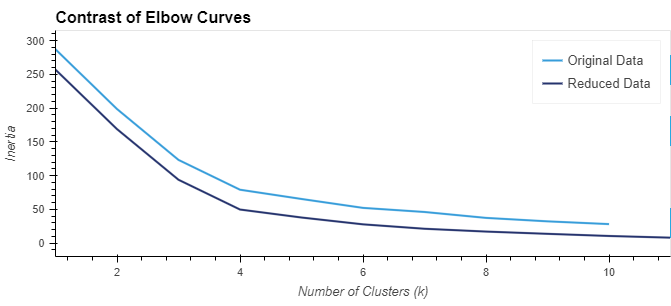 Contrast of Elbow Curves
300
250
200
150
100
50
0
Inertia
Original Data
Reduced Data
2
4
6
8
10
Number of Clusters (k)